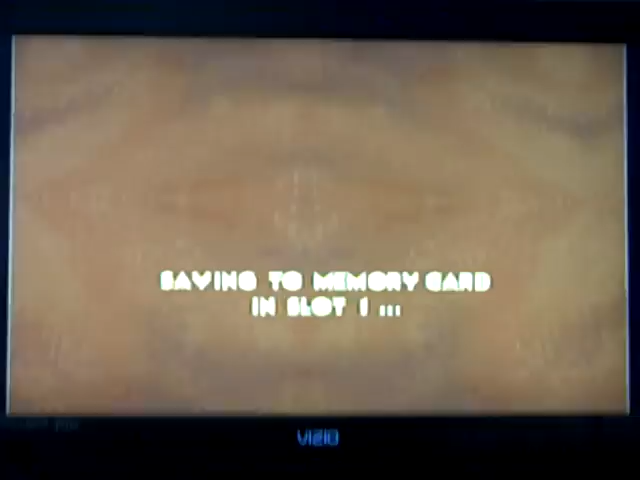 SAVING TO MEMORY CARD
IN SLOT 1 ...
VIZIO